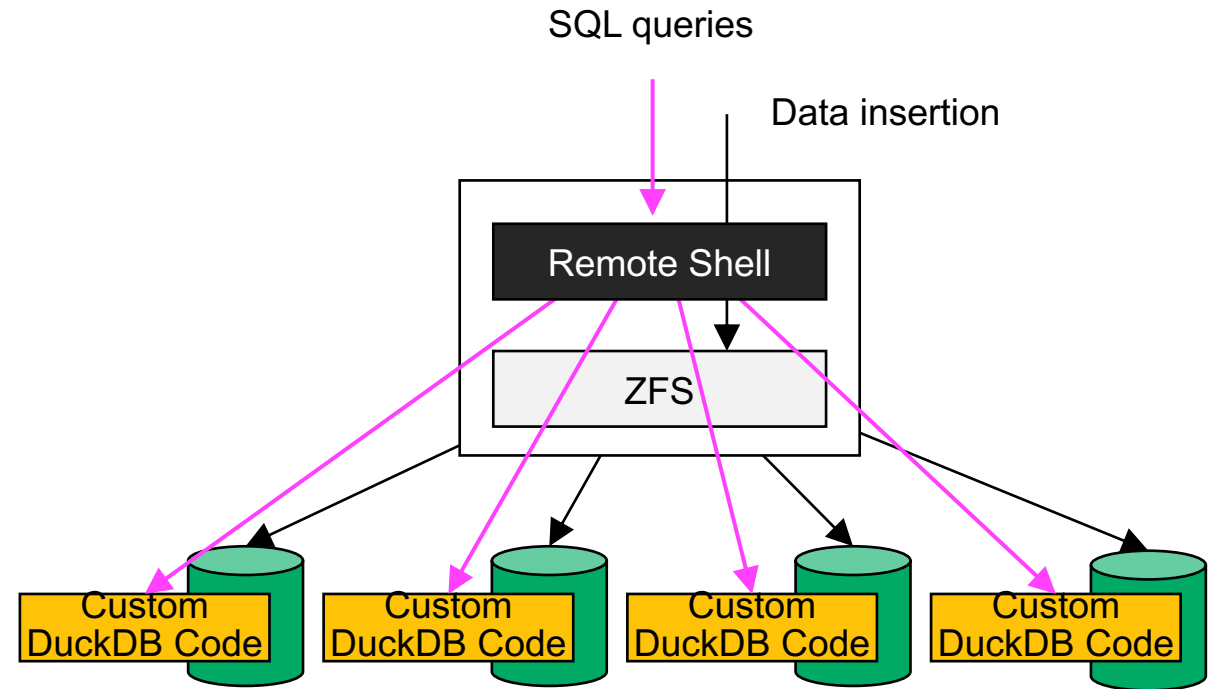 SQL queries
Data insertion
Remote Shell
ZFS
Custom
DuckDB Code
Custom
DuckDB Code
Custom
DuckDB Code
Custom
DuckDB Code